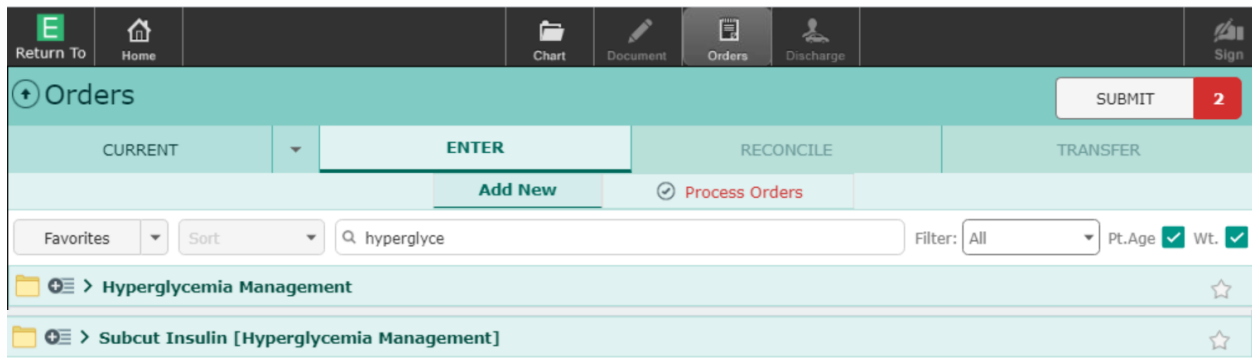 E
Return To Home Chart Document Orders Discharge Sign
Orders SUBMIT 2
CURRENT ENTER RECONCILE TRANSFER
Add New Process Orders
Favorites Sort hyperglyce Filter: All Pt.Age Wt.
Hyperglycemia Management
Subcut Insulin [Hyperglycemia Management]